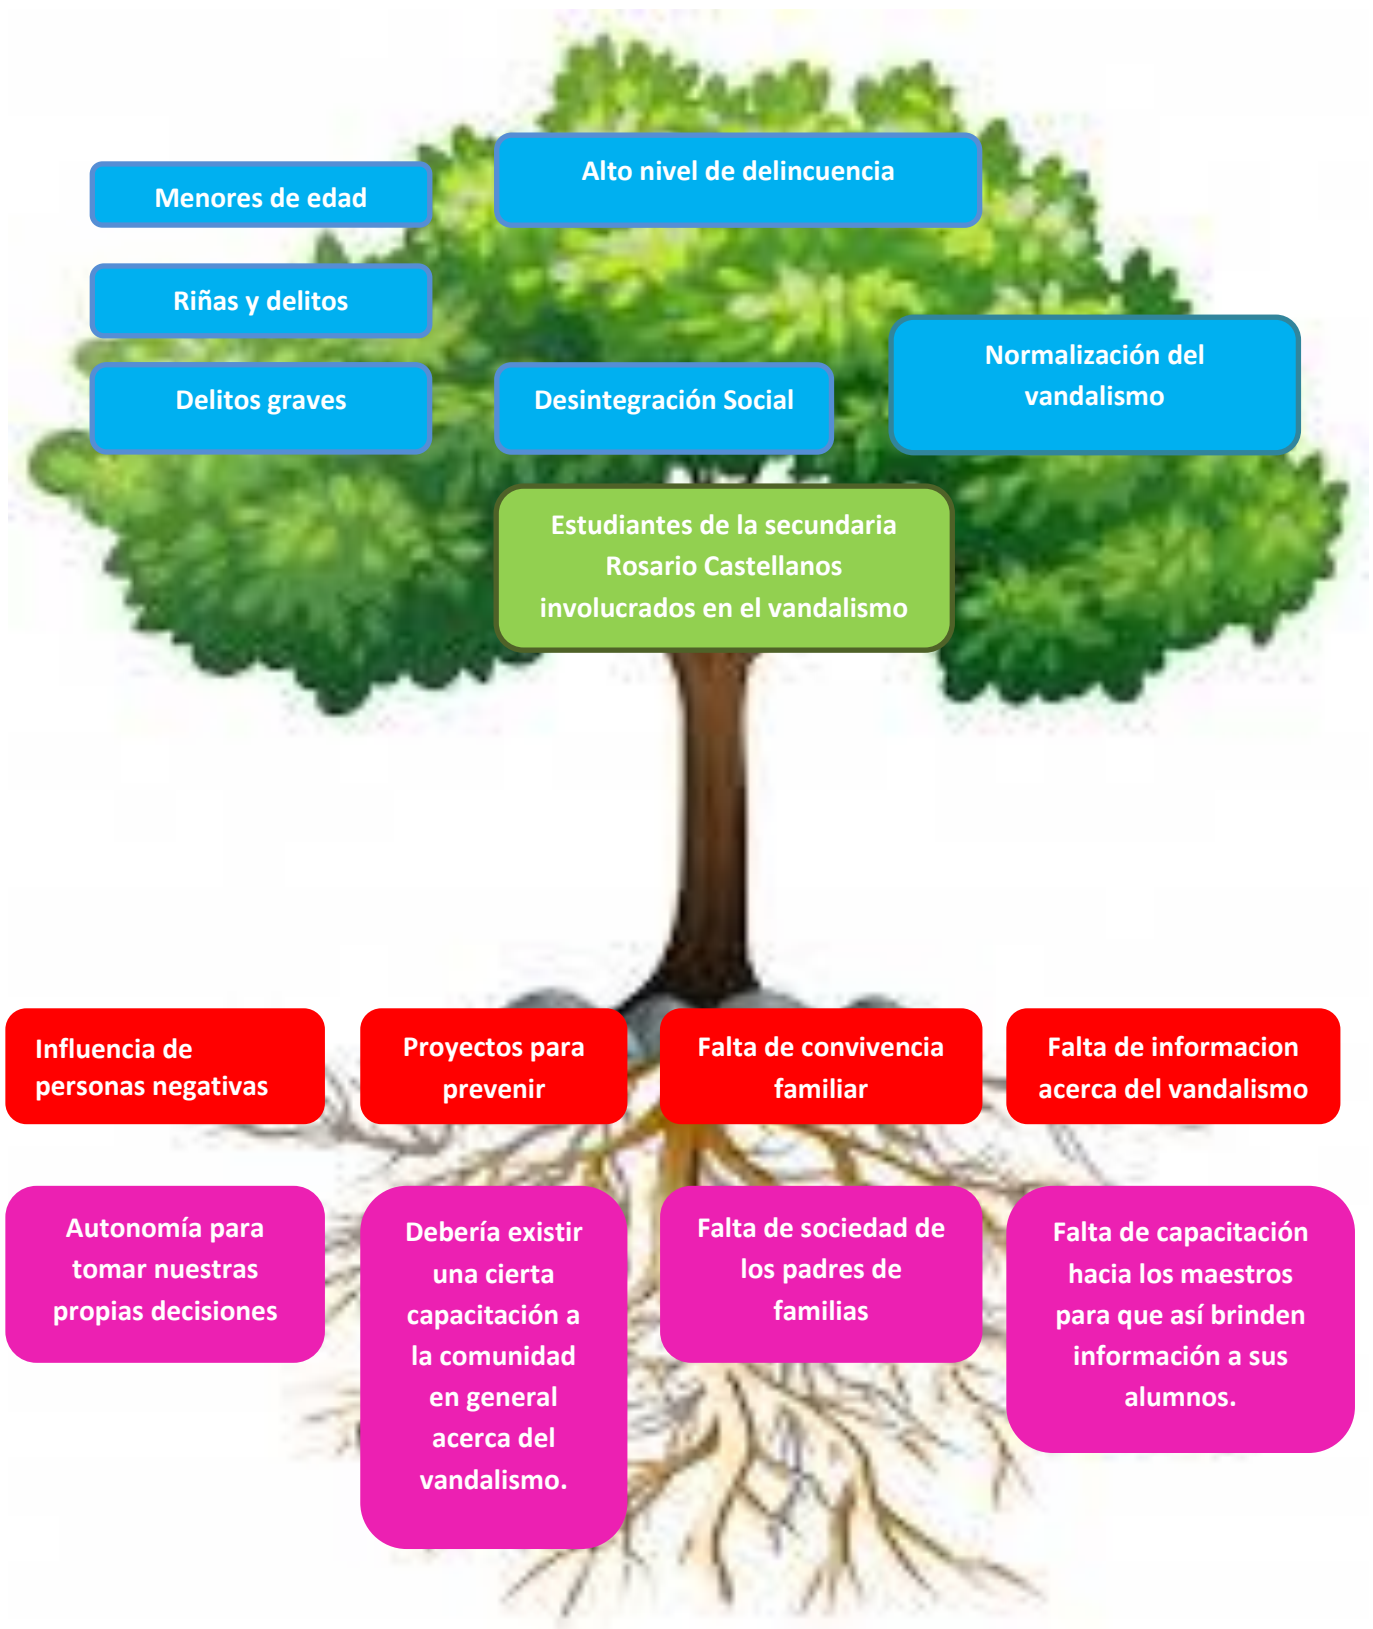 Menores de edad
Alto nivel de delincuencia
Riñas y delitos
Normalización del
vandalismo
Delitos graves
Desintegración Social
Estudiantes de la secundaria
Rosario Castellanos
involucrados en el vandalismo
Influencia de
personas negativas
Proyectos para
prevenir
Falta de convivencia
familiar
Falta de informacion
acerca del vandalismo
Autonomía para
tomar nuestras
propias decisiones
Debería existir
una cierta
capacitación a
la comunidad
en general
acerca del
vandalismo.
Falta de sociedad de
los padres de
familias
Falta de capacitación
hacia los maestros
para que así brinden
información a sus
alumnos.